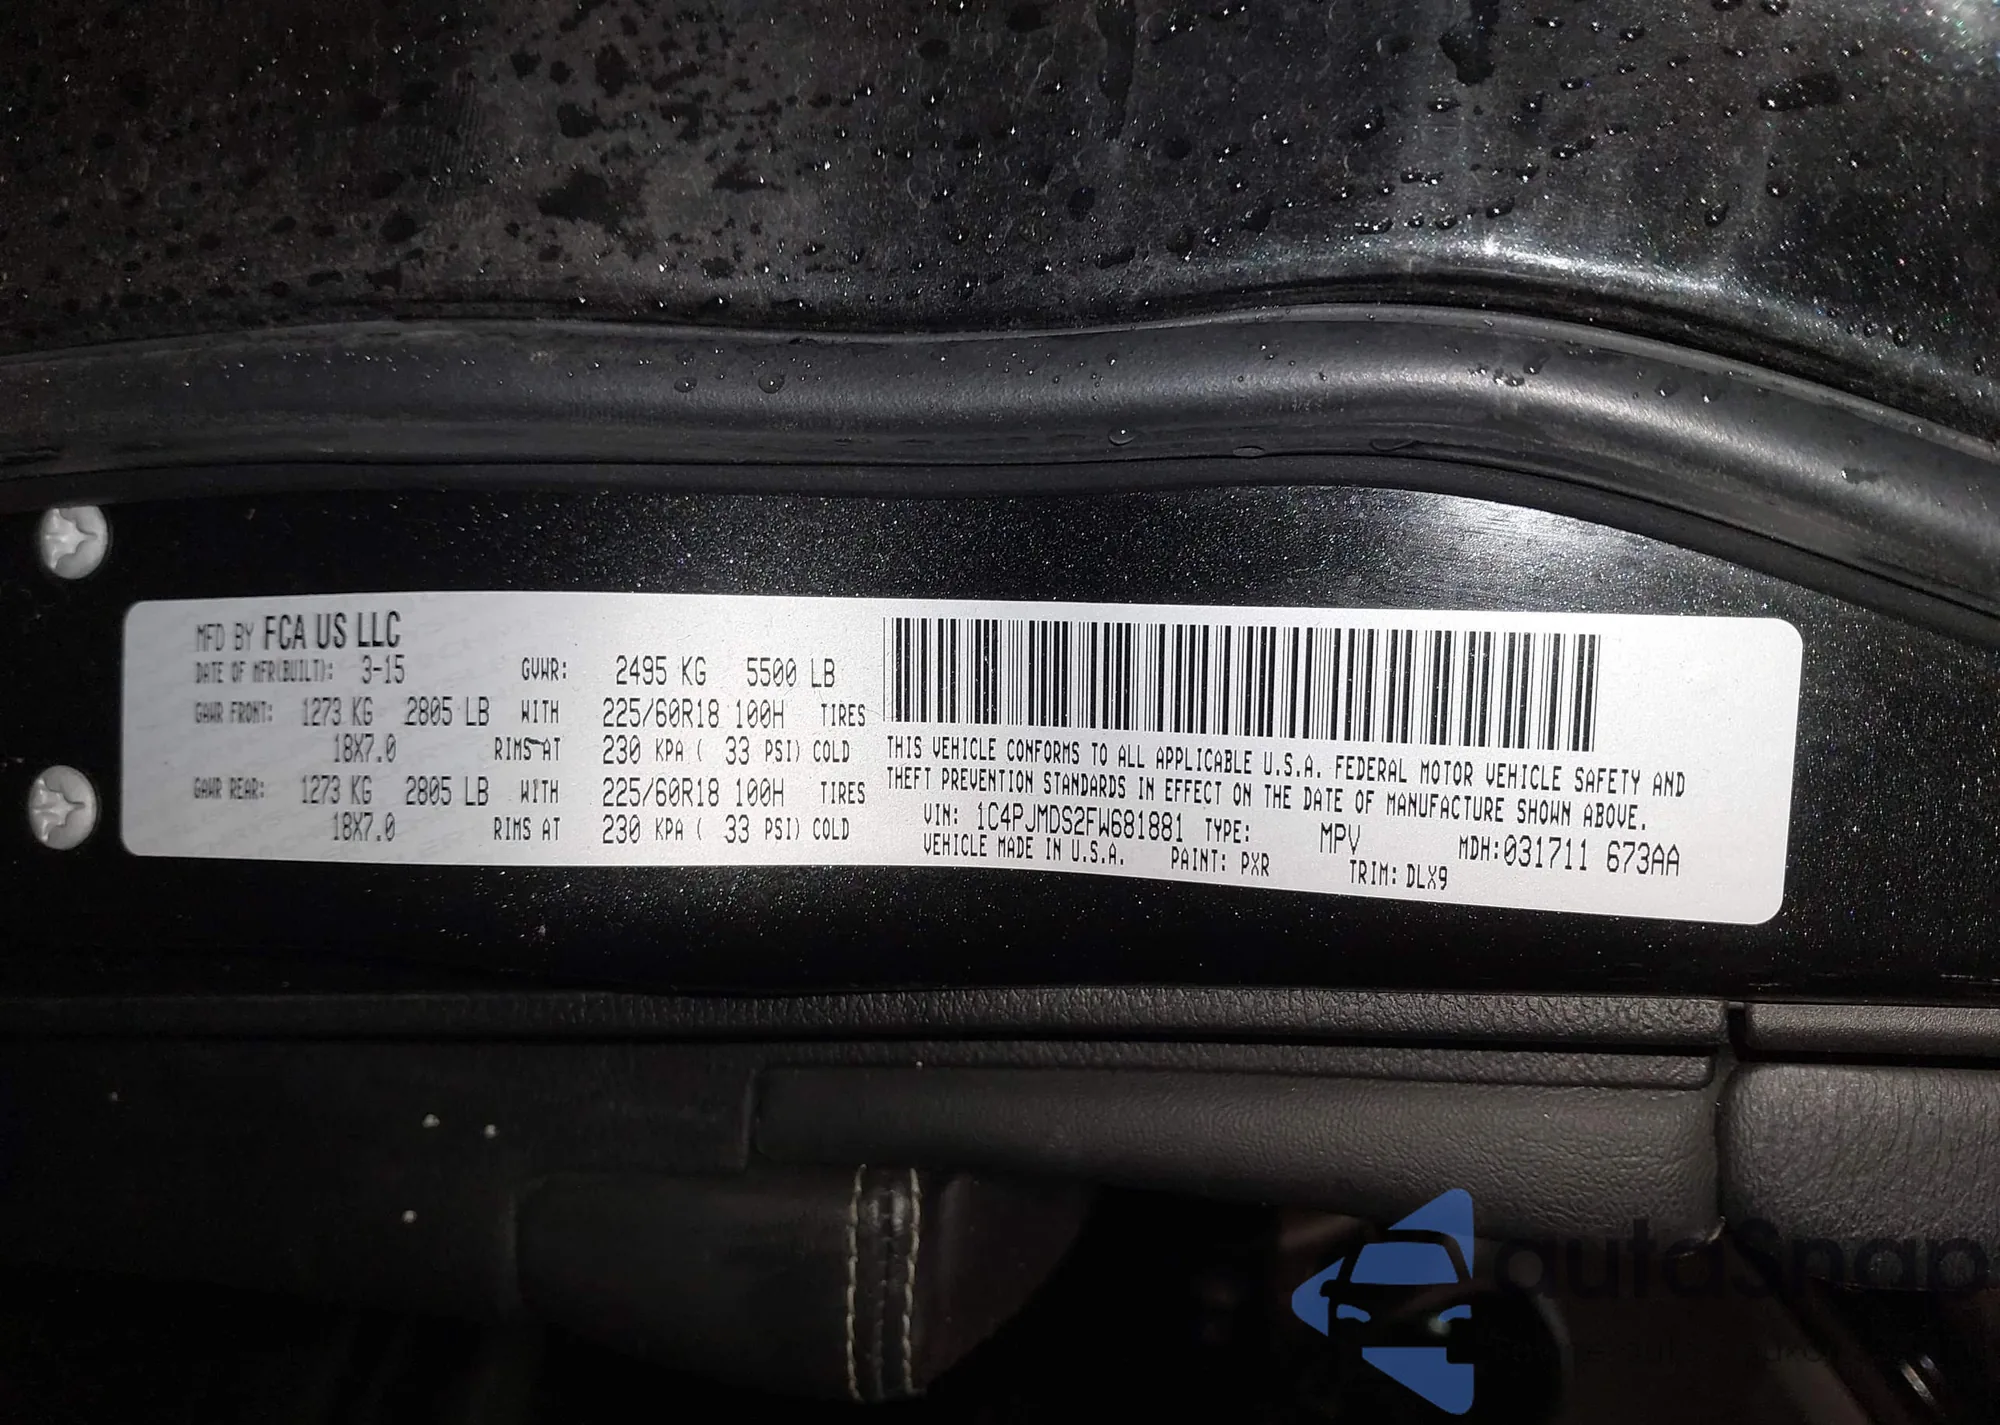 MFD BY FCA US LLC
DATE OF MFR(BUILT): 3-15 GVWR: 2495 KG 5500 LB
GAWR FRONT: 1273 KG 2805 LB WITH 225/60R18 100H TIRES
18X7.0 RIMS AT 230 KPA ( 33 PSI) COLD
GAWR REAR: 1273 KG 2805 LB WITH 225/60R18 100H TIRES
18X7.0 RIMS AT 230 KPA ( 33 PSI) COLD
THIS VEHICLE CONFORMS TO ALL APPLICABLE U.S.A. FEDERAL MOTOR VEHICLE SAFETY AND
THEFT PREVENTION STANDARDS IN EFFECT ON THE DATE OF MANUFACTURE SHOWN ABOVE.
VIN: 1C4PJMDS2FW681881 TYPE: MPV MDH:031711 673AA
VEHICLE MADE IN U.S.A. PAINT: PXR TRIM: DLX9
autoSnap